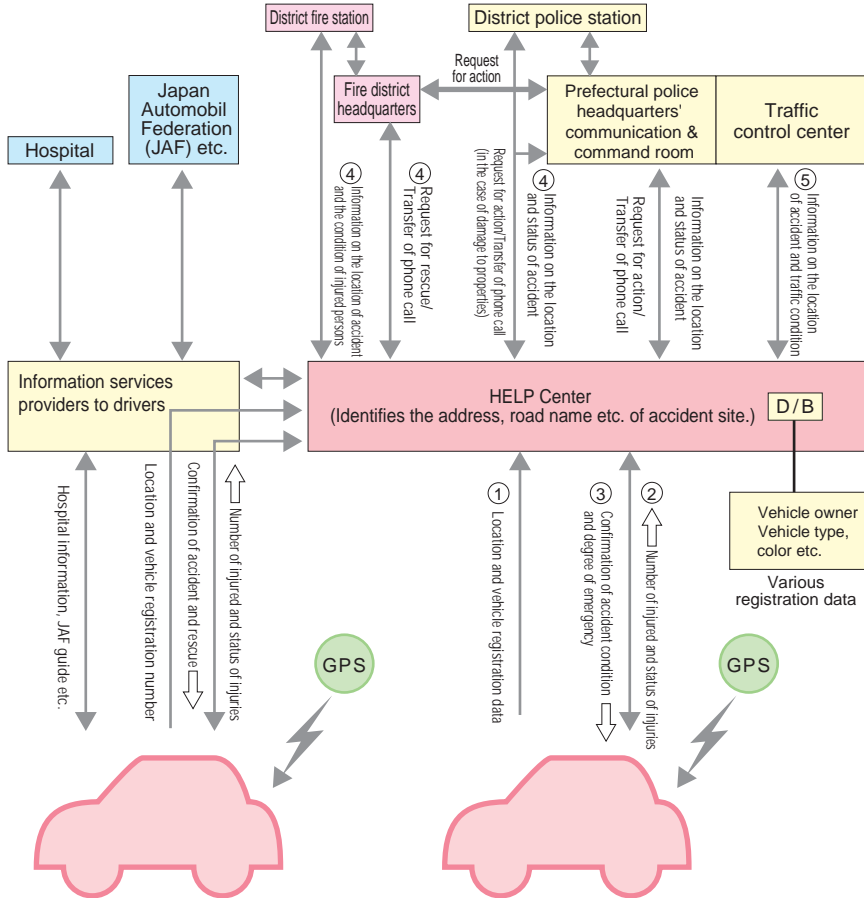 District fire station
District police station
Request
for action
Japan
Automobil
Federation
(JAF) etc.
Fire district
headquarters
Prefectural police
headquarters'
communication &
command room
Traffic
control center
Hospital
④ Information on the location of accident
and the condition of injured persons
④ Request for rescue/
Transfer of phone call
Request for action/Transfer of phone call
(in the case of damage to properties)
④ Information on the location
and status of accident
Request for action/
Transfer of phone call
Information on the location
and status of accident
⑤ Information on the location
of accident and traffic condition
Information services
providers to drivers
HELP Center
(Identifies the address, road name etc. of accident site.)
D/B
Hospital information, JAF guide etc.
Location and vehicle registration number
Confirmation of accident and rescue
Number of injured and status of injuries
① Location and vehicle
registration data
③ Confirmation of accident condition
and degree of emergency
② Number of injured and status of injuries
Vehicle owner
Vehicle type,
color etc.
Various
registration data
GPS
GPS